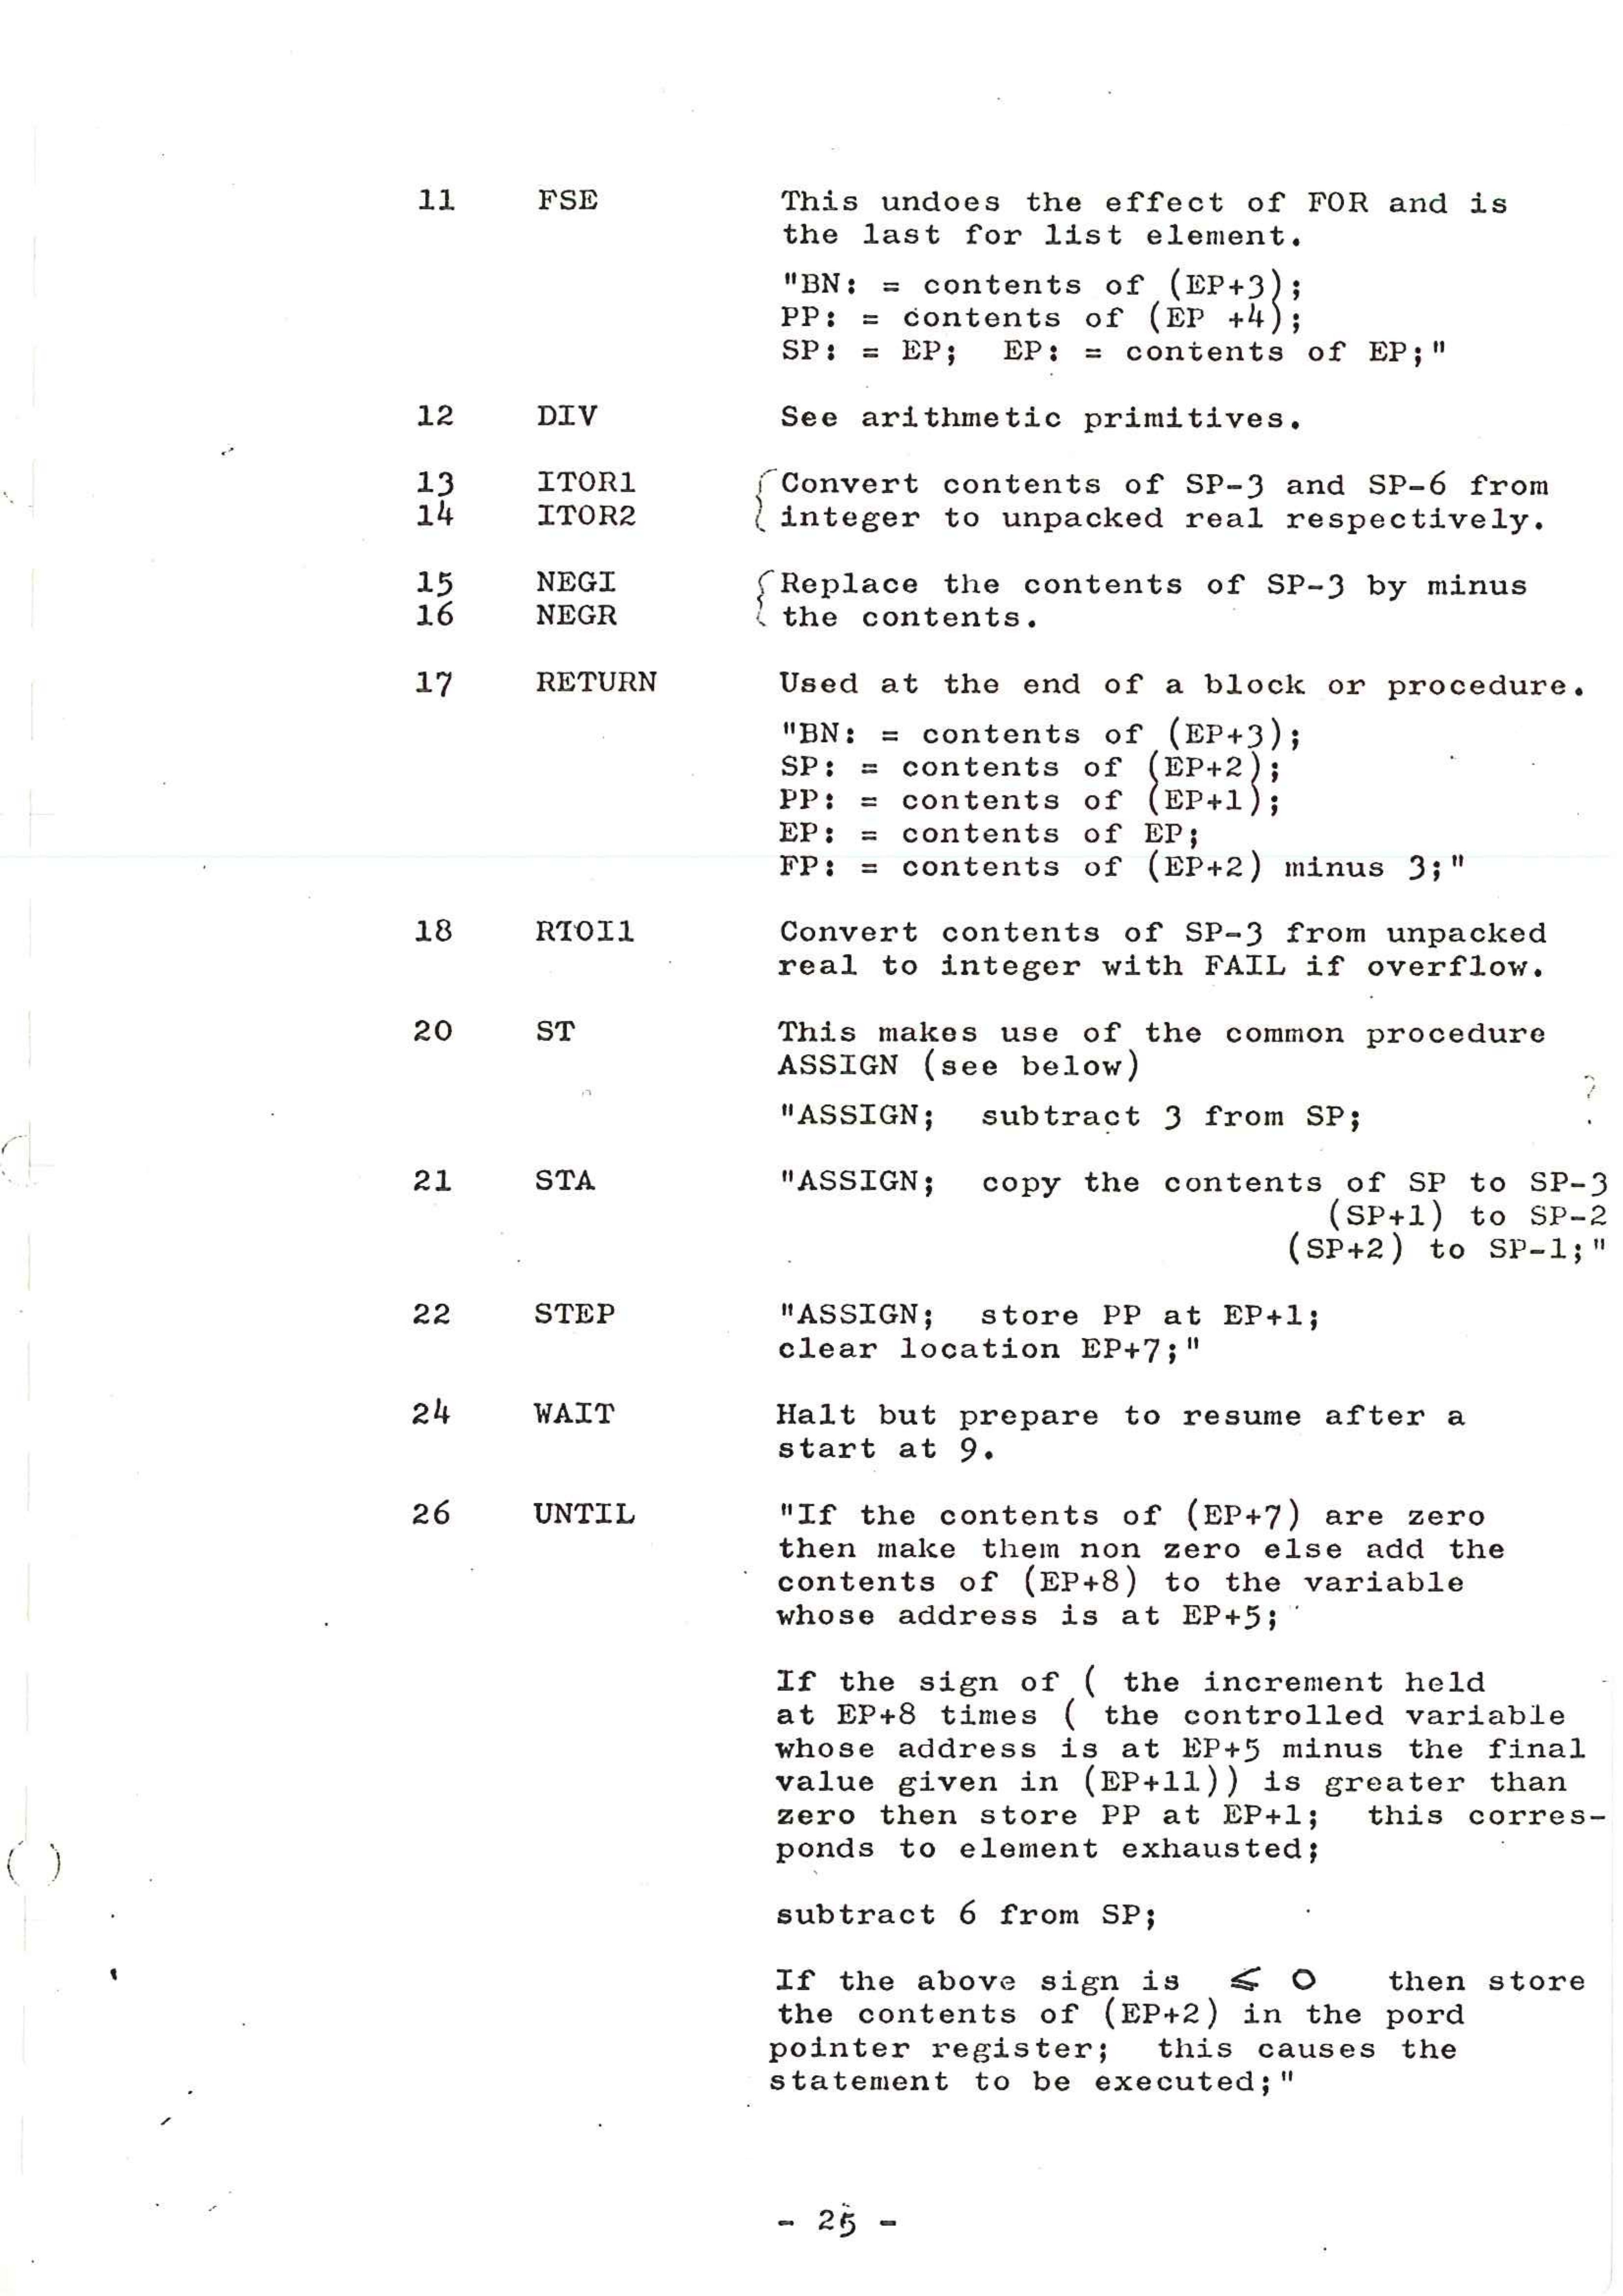 11 FSE This undoes the effect of FOR and is
the last for list element.
"BN: = contents of (EP+3);
PP: = contents of (EP +4);
SP: = EP; EP: = contents of EP;"
12 DIV See arithmetic primitives.
13 ITOR1 Convert contents of SP-3 and SP-6 from
14 ITOR2 integer to unpacked real respectively.
15 NEGI Replace the contents of SP-3 by minus
16 NEGR the contents.
17 RETURN Used at the end of a block or procedure.
"BN: = contents of (EP+3);
SP: = contents of (EP+2);
PP: = contents of (EP+1);
EP: = contents of EP;
FP: = contents of (EP+2) minus 3;"
18 RTOI1 Convert contents of SP-3 from unpacked
real to integer with FAIL if overflow.
20 ST This makes use of the common procedure
ASSIGN (see below)
"ASSIGN; subtract 3 from SP; ?
21 STA "ASSIGN; copy the contents of SP to SP-3
(SP+1) to SP-2
(SP+2) to SP-1;"
22 STEP "ASSIGN; store PP at EP+1;
clear location EP+7;"
24 WAIT Halt but prepare to resume after a
start at 9.
26 UNTIL "If the contents of (EP+7) are zero
then make them non zero else add the
contents of (EP+8) to the variable
whose address is at EP+5;
If the sign of ( the increment held
at EP+8 times ( the controlled variable
whose address is at EP+5 minus the final
value given in (EP+11)) is greater than
zero then store PP at EP+1; this corres-
ponds to element exhausted;
subtract 6 from SP;
If the above sign is ⩽ 0 then store
the contents of (EP+2) in the pord
pointer register; this causes the
statement to be executed;"
- 25 -